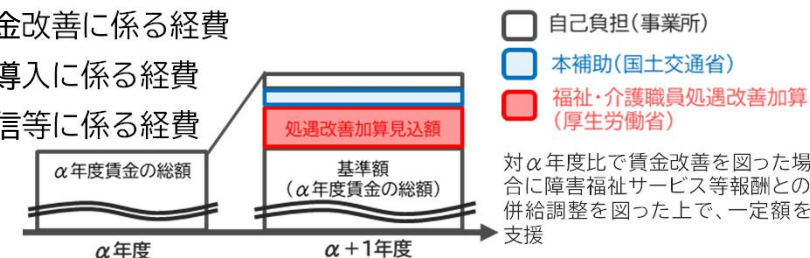 金改善に係る経費
導入に係る経費
信等に係る経費
自己負担(事業所)
本補助(国土交通省)
福祉・介護職員処遇改善加算
(厚生労働省)
処遇改善加算見込額
α年度賃金の総額
基準額
(α年度賃金の総額)
対α年度比で賃金改善を図った場
合に障害福祉サービス等報酬との
併給調整を図った上で、一定額を
支援
α年度
α+1年度